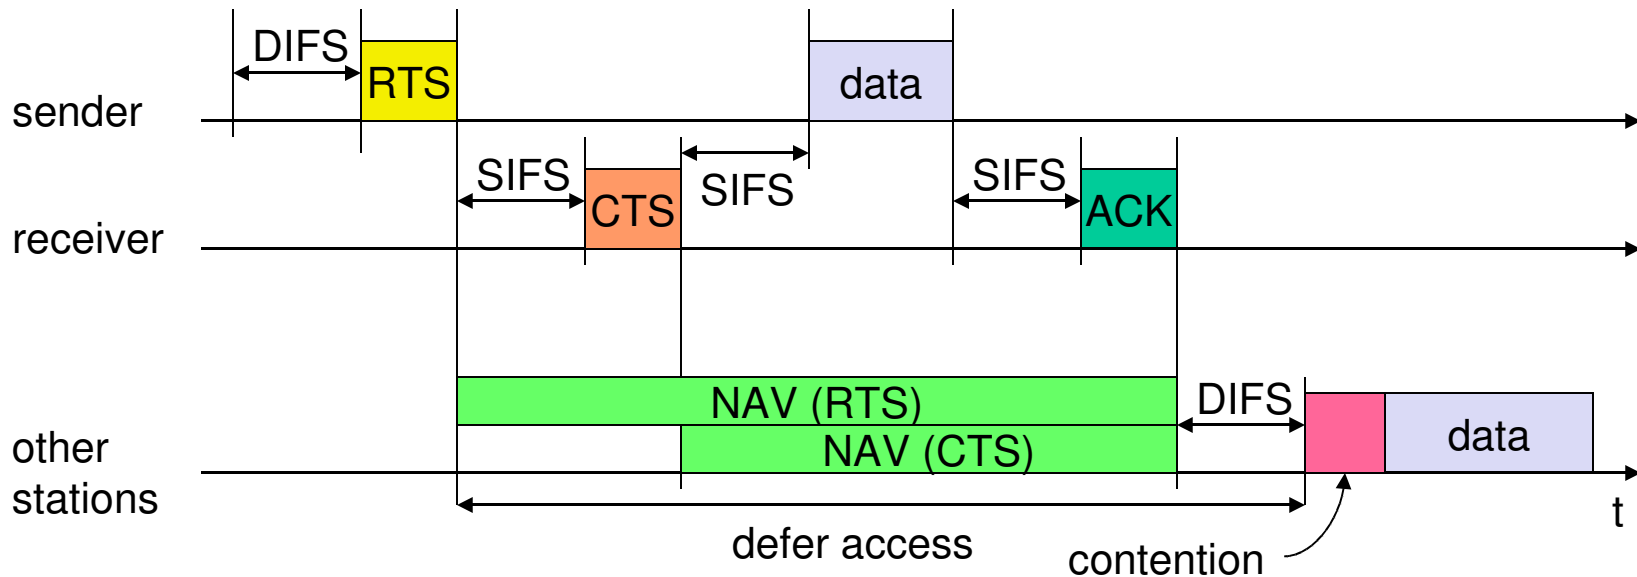 DIFS
RTS
data
sender
SIFS
CTS
SIFS
SIFS
ACK
receiver
NAV (RTS)
DIFS
NAV (CTS)
data
other
stations
t
defer access
contention